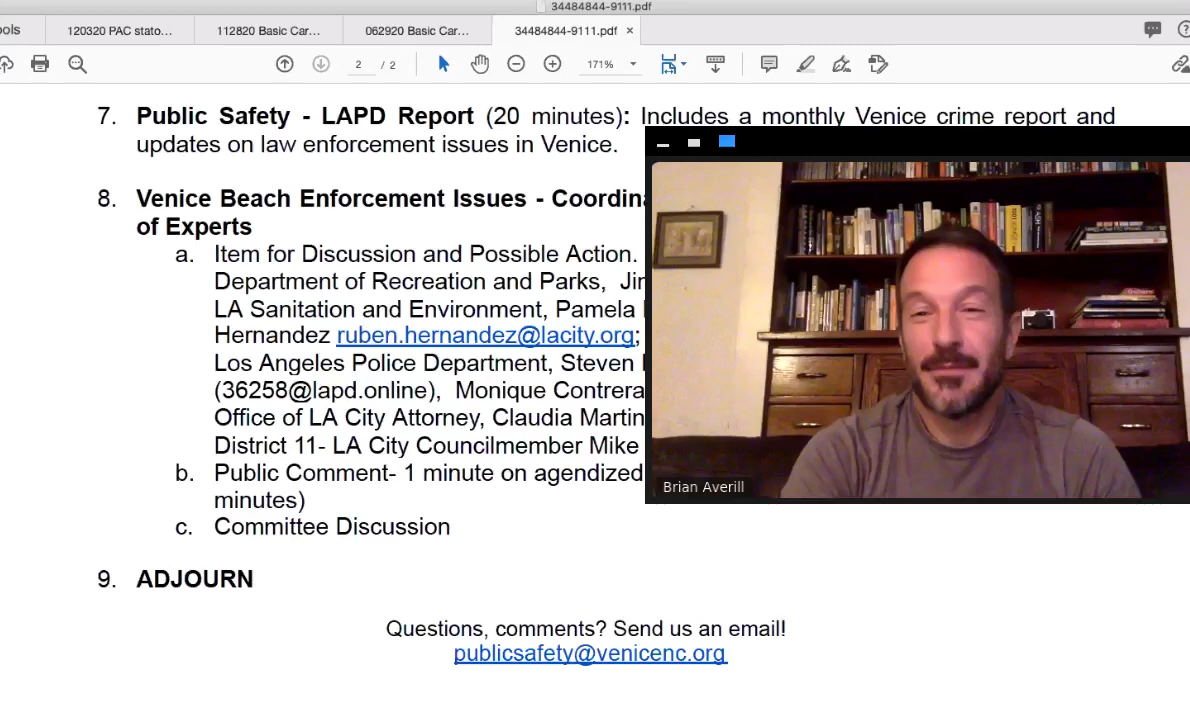 34484844-9111.pdf
ools
120320 PAC stato...
112820 Basic Car...
062920 Basic Car...
34484844-9111.pdf ×
2 / 2
171%
7. Public Safety - LAPD Report (20 minutes): Includes a monthly Venice crime report and
updates on law enforcement issues in Venice.
8. Venice Beach Enforcement Issues - Coordina
of Experts
a. Item for Discussion and Possible Action.
Department of Recreation and Parks,
LA Sanitation and Environment, Pamela
Hernandez ruben.hernandez@lacity.org;
Los Angeles Police Department, Steven
(36258@lapd.online), Monique Contrera
Office of LA City Attorney, Claudia Martin
District 11- LA City Councilmember Mike
b. Public Comment- 1 minute on agendized
minutes)
c. Committee Discussion
9. ADJOURN
Questions, comments? Send us an email!
publicsafety@venicenc.org
Brian Averill